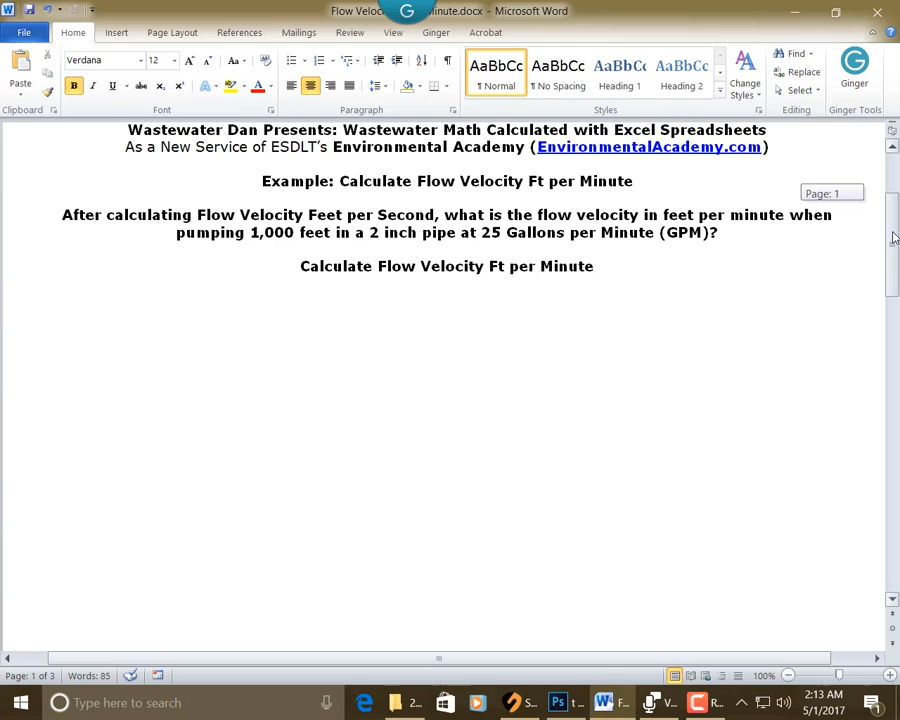 Flow Veloc
inute.docx - Microsoft Word
G
File
Home
Insert
Page Layout
References
Mailings
Review
View
Ginger
Acrobat
Verdana
12
Aa
Paste
Clipboard
Font
Paragraph
AaBbCc AaBbCc AaBbCc AaBbCc
¶ Normal ¶ No Spacing Heading 1 Heading 2
Styles
Change
Styles
Find
Replace
Select
Editing
Ginger
Ginger Tools
Wastewater Dan Presents: Wastewater Math Calculated with Excel Spreadsheets
As a New Service of ESDLT’s Environmental Academy (EnvironmentalAcademy.com)
Example: Calculate Flow Velocity Ft per Minute
Page: 1
After calculating Flow Velocity Feet per Second, what is the flow velocity in feet per minute when
pumping 1,000 feet in a 2 inch pipe at 25 Gallons per Minute (GPM)?
Calculate Flow Velocity Ft per Minute
Page: 1 of 3
Words: 85
100%
Type here to search
2...
S...
t ...
F...
V...
R...
2:13 AM
5/1/2017
1